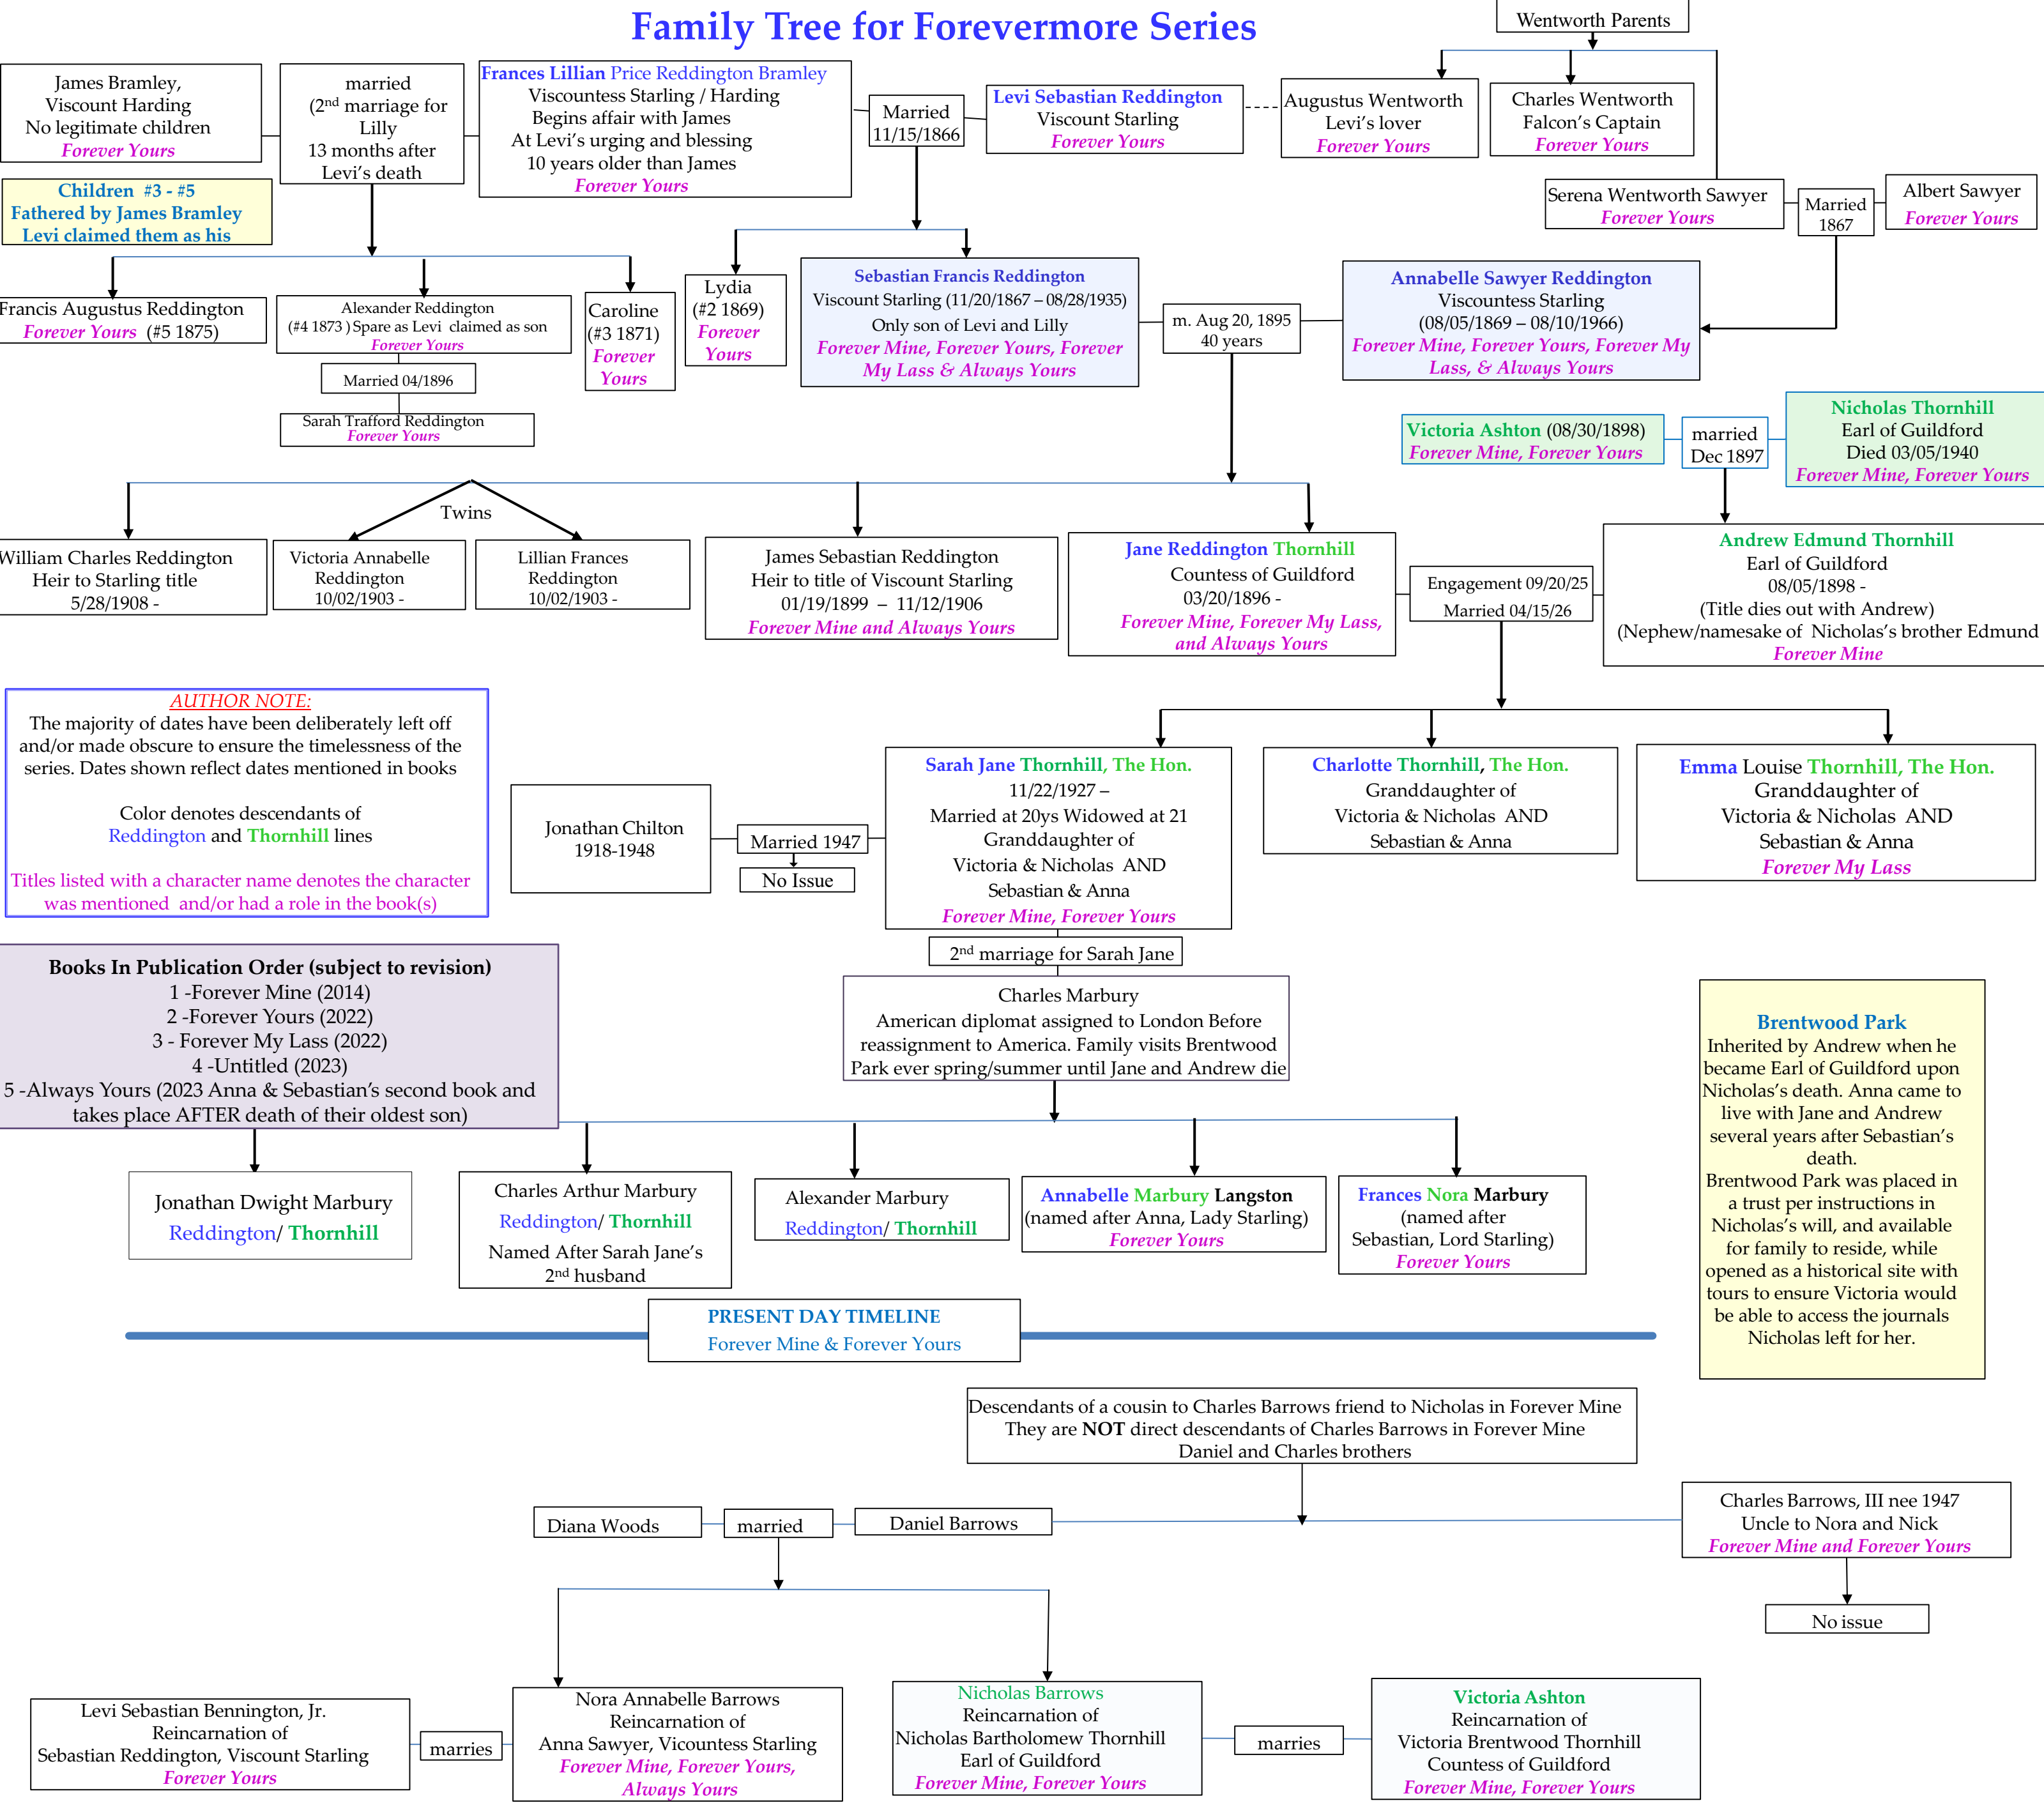 Family Tree for Forevermore Series
Wentworth Parents
James Bramley,
Viscount Harding
No legitimate children
Forever Yours
married
(2nd marriage for
Lilly
13 months after
Levi's death
Frances Lillian Price Reddington Bramley
Viscountess Starling / Harding
Begins affair with James
At Levi's urging and blessing
10 years older than James
Forever Yours
Married
11/15/1866
Levi Sebastian Reddington
Viscount Starling
Forever Yours
Augustus Wentworth
Levi's lover
Forever Yours
Charles Wentworth
Falcon's Captain
Forever Yours
Children #3 - #5
Fathered by James Bramley
Levi claimed them as his
Serena Wentworth Sawyer
Forever Yours
Married
1867
Albert Sawyer
Forever Yours
Francis Augustus Reddington
Forever Yours (#5 1875)
Alexander Reddington
(#4 1873 ) Spare as Levi claimed as son
Forever Yours
Married 04/1896
Sarah Trafford Reddington
Forever Yours
Caroline
(#3 1871)
Forever
Yours
Lydia
(#2 1869)
Forever
Yours
Sebastian Francis Reddington
Viscount Starling (11/20/1867 – 08/28/1935)
Only son of Levi and Lilly
Forever Mine, Forever Yours, Forever
My Lass & Always Yours
m. Aug 20, 1895
40 years
Annabelle Sawyer Reddington
Viscountess Starling
(08/05/1869 – 08/10/1966)
Forever Mine, Forever Yours, Forever My
Lass, & Always Yours
Victoria Ashton (08/30/1898)
Forever Mine, Forever Yours
married
Dec 1897
Nicholas Thornhill
Earl of Guildford
Died 03/05/1940
Forever Mine, Forever Yours
Twins
William Charles Reddington
Heir to Starling title
5/28/1908 -
Victoria Annabelle
Reddington
10/02/1903 -
Lillian Frances
Reddington
10/02/1903 -
James Sebastian Reddington
Heir to title of Viscount Starling
01/19/1899 – 11/12/1906
Forever Mine and Always Yours
Jane Reddington Thornhill
Countess of Guildford
03/20/1896 -
Forever Mine, Forever My Lass,
and Always Yours
Engagement 09/20/25
Married 04/15/26
Andrew Edmund Thornhill
Earl of Guildford
08/05/1898 -
(Title dies out with Andrew)
(Nephew/namesake of Nicholas's brother Edmund
Forever Mine
AUTHOR NOTE:
The majority of dates have been deliberately left off
and/or made obscure to ensure the timelessness of the
series. Dates shown reflect dates mentioned in books
Color denotes descendants of
Reddington and Thornhill lines
Titles listed with a character name denotes the character
was mentioned and/or had a role in the book(s)
Jonathan Chilton
1918-1948
Married 1947
No Issue
Sarah Jane Thornhill, The Hon.
11/22/1927 –
Married at 20ys Widowed at 21
Granddaughter of
Victoria & Nicholas AND
Sebastian & Anna
Forever Mine, Forever Yours
Charlotte Thornhill, The Hon.
Granddaughter of
Victoria & Nicholas AND
Sebastian & Anna
Emma Louise Thornhill, The Hon.
Granddaughter of
Victoria & Nicholas AND
Sebastian & Anna
Forever My Lass
2nd marriage for Sarah Jane
Charles Marbury
American diplomat assigned to London Before
reassignment to America. Family visits Brentwood
Park ever spring/summer until Jane and Andrew die
Books In Publication Order (subject to revision)
1 -Forever Mine (2014)
2 -Forever Yours (2022)
3 - Forever My Lass (2022)
4 -Untitled (2023)
5 -Always Yours (2023 Anna & Sebastian's second book and
takes place AFTER death of their oldest son)
Brentwood Park
Inherited by Andrew when he
became Earl of Guildford upon
Nicholas's death. Anna came to
live with Jane and Andrew
several years after Sebastian's
death.
Brentwood Park was placed in
a trust per instructions in
Nicholas's will, and available
for family to reside, while
opened as a historical site with
tours to ensure Victoria would
be able to access the journals
Nicholas left for her.
Jonathan Dwight Marbury
Reddington/ Thornhill
Charles Arthur Marbury
Reddington/ Thornhill
Named After Sarah Jane's
2nd husband
Alexander Marbury
Reddington/ Thornhill
Annabelle Marbury Langston
(named after Anna, Lady Starling)
Forever Yours
Frances Nora Marbury
(named after
Sebastian, Lord Starling)
Forever Yours
PRESENT DAY TIMELINE
Forever Mine & Forever Yours
Descendants of a cousin to Charles Barrows friend to Nicholas in Forever Mine
They are NOT direct descendants of Charles Barrows in Forever Mine
Daniel and Charles brothers
Diana Woods
married
Daniel Barrows
Charles Barrows, III nee 1947
Uncle to Nora and Nick
Forever Mine and Forever Yours
No issue
Levi Sebastian Bennington, Jr.
Reincarnation of
Sebastian Reddington, Viscount Starling
Forever Yours
marries
Nora Annabelle Barrows
Reincarnation of
Anna Sawyer, Vicountess Starling
Forever Mine, Forever Yours,
Always Yours
Nicholas Barrows
Reincarnation of
Nicholas Bartholomew Thornhill
Earl of Guildford
Forever Mine, Forever Yours
marries
Victoria Ashton
Reincarnation of
Victoria Brentwood Thornhill
Countess of Guildford
Forever Mine, Forever Yours